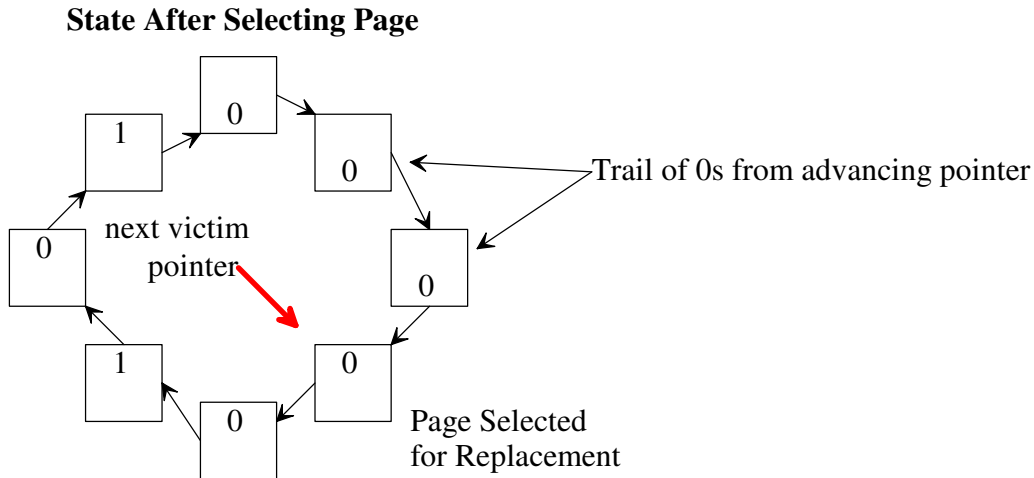 State After Selecting Page
0
1
0
0
Trail of 0s from advancing pointer
next victim
pointer
0
0
0
1
0
Page Selected
for Replacement